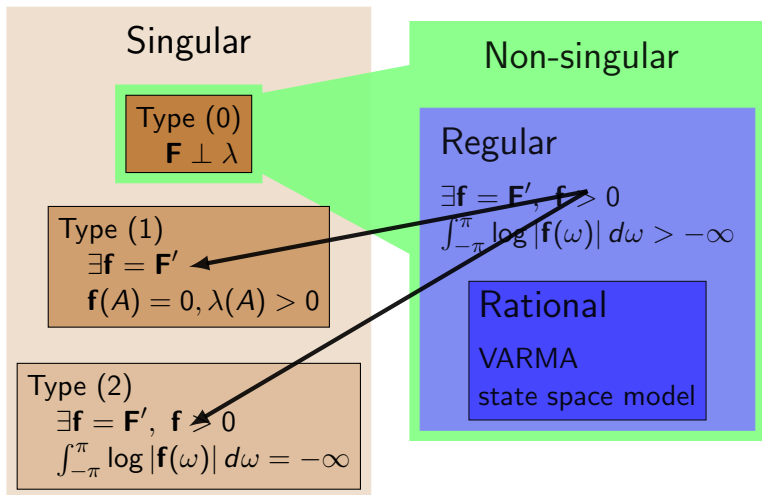 Singular
Type (0)
𝐅 ⊥ λ
Type (1)
∃𝐟 = 𝐅′
𝐟(A) = 0, λ(A) > 0
Type (2)
∃𝐟 = 𝐅′, 𝐟 > 0
∫_{-π}^{π} log |𝐟(ω)| dω = −∞
Non-singular
Regular
∃𝐟 = 𝐅′, 𝐟 > 0
∫_{-π}^{π} log |𝐟(ω)| dω > −∞
Rational
VARMA
state space model